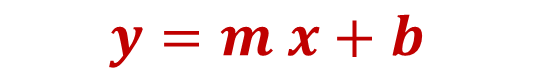 y = m x + b